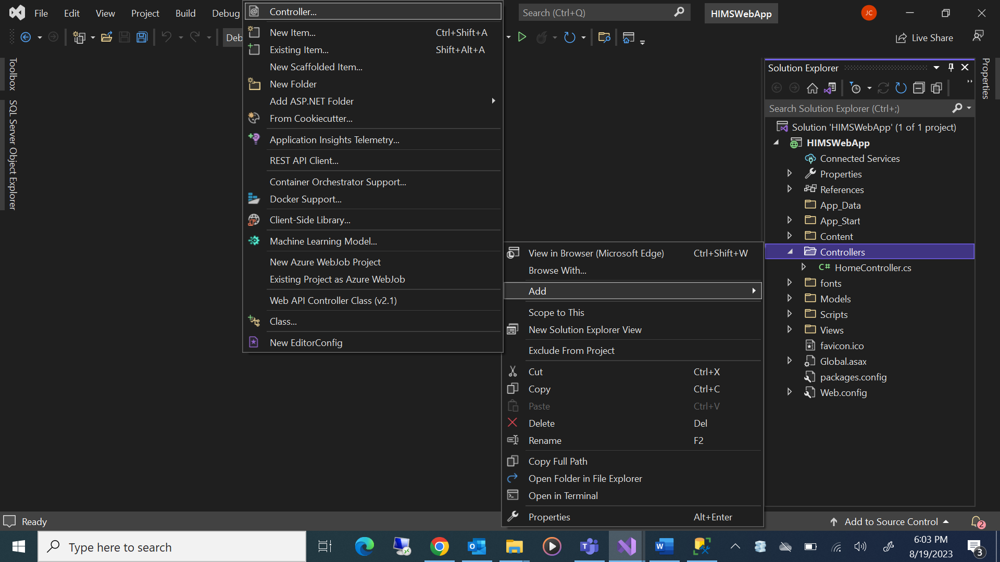 File Edit View Project Build Debug
Search (Ctrl+Q)
HIMSWebApp
JC
Deb
Live Share
Toolbox
SQL Server Object Explorer
Controller...
New Item... Ctrl+Shift+A
Existing Item... Shift+Alt+A
New Scaffolded Item...
New Folder
Add ASP.NET Folder
From Cookiecutter...
Application Insights Telemetry...
REST API Client...
Container Orchestrator Support...
Docker Support...
Client-Side Library...
Machine Learning Model...
New Azure WebJob Project
Existing Project as Azure WebJob
Web API Controller Class (v2.1)
Class...
New EditorConfig
View in Browser (Microsoft Edge) Ctrl+Shift+W
Browse With...
Add
Scope to This
New Solution Explorer View
Exclude From Project
Cut Ctrl+X
Copy Ctrl+C
Paste Ctrl+V
Delete Del
Rename F2
Copy Full Path
Open Folder in File Explorer
Open in Terminal
Properties Alt+Enter
Solution Explorer
Search Solution Explorer (Ctrl+;)
Solution 'HIMSWebApp' (1 of 1 project)
HIMSWebApp
Connected Services
Properties
References
App_Data
App_Start
Content
Controllers
C# HomeController.cs
fonts
Models
Scripts
Views
favicon.ico
Global.asax
packages.config
Web.config
Properties
Ready
Add to Source Control
2
Type here to search
6:03 PM
8/19/2023
3